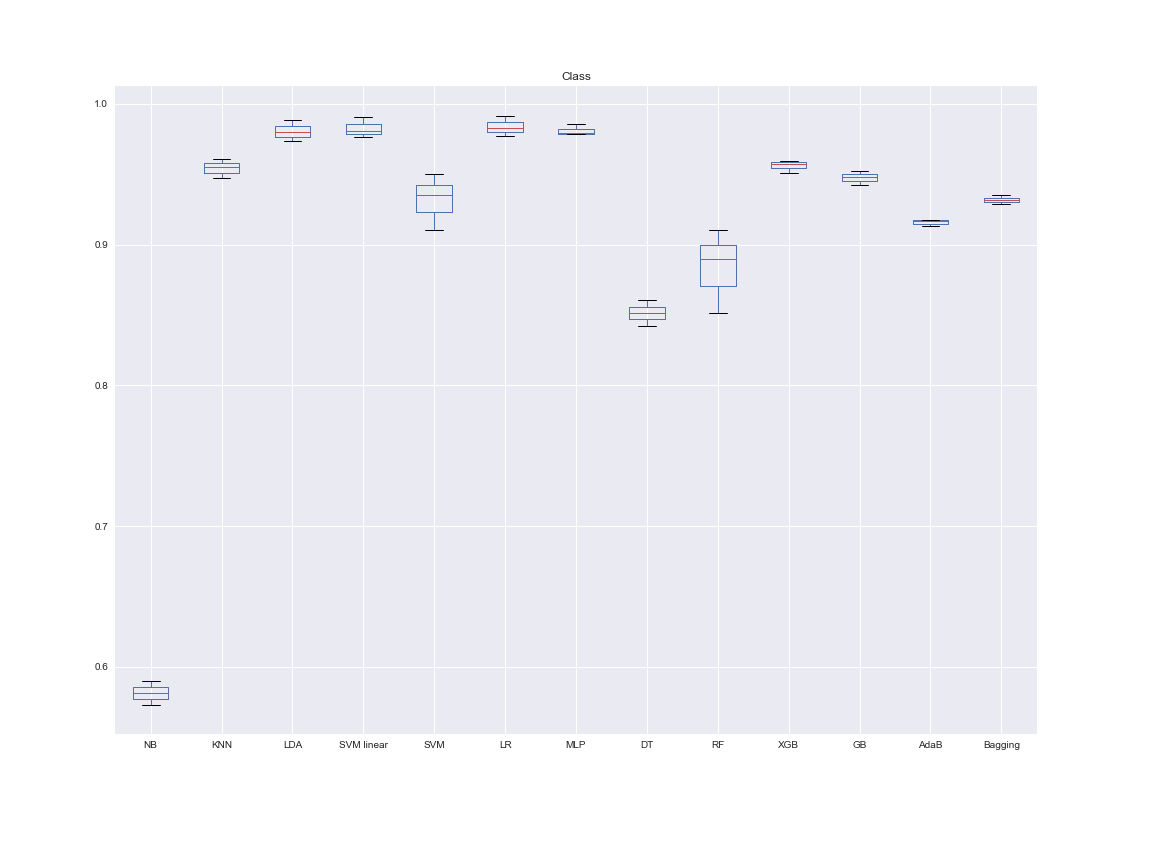 Class
1.0
0.9
0.8
0.7
0.6
NB KNN LDA SVM linear SVM LR MLP DT RF XGB GB AdaB Bagging